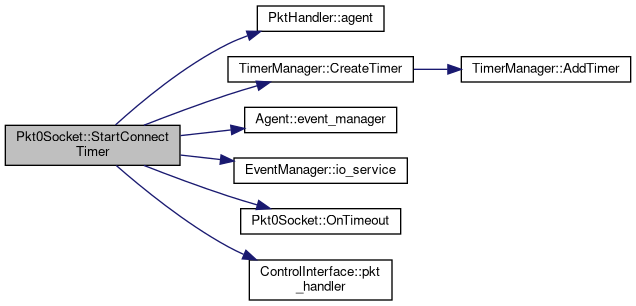 PktHandler::agent
TimerManager::CreateTimer
TimerManager::AddTimer
Agent::event_manager
Pkt0Socket::StartConnect
Timer
EventManager::io_service
Pkt0Socket::OnTimeout
ControlInterface::pkt
_handler